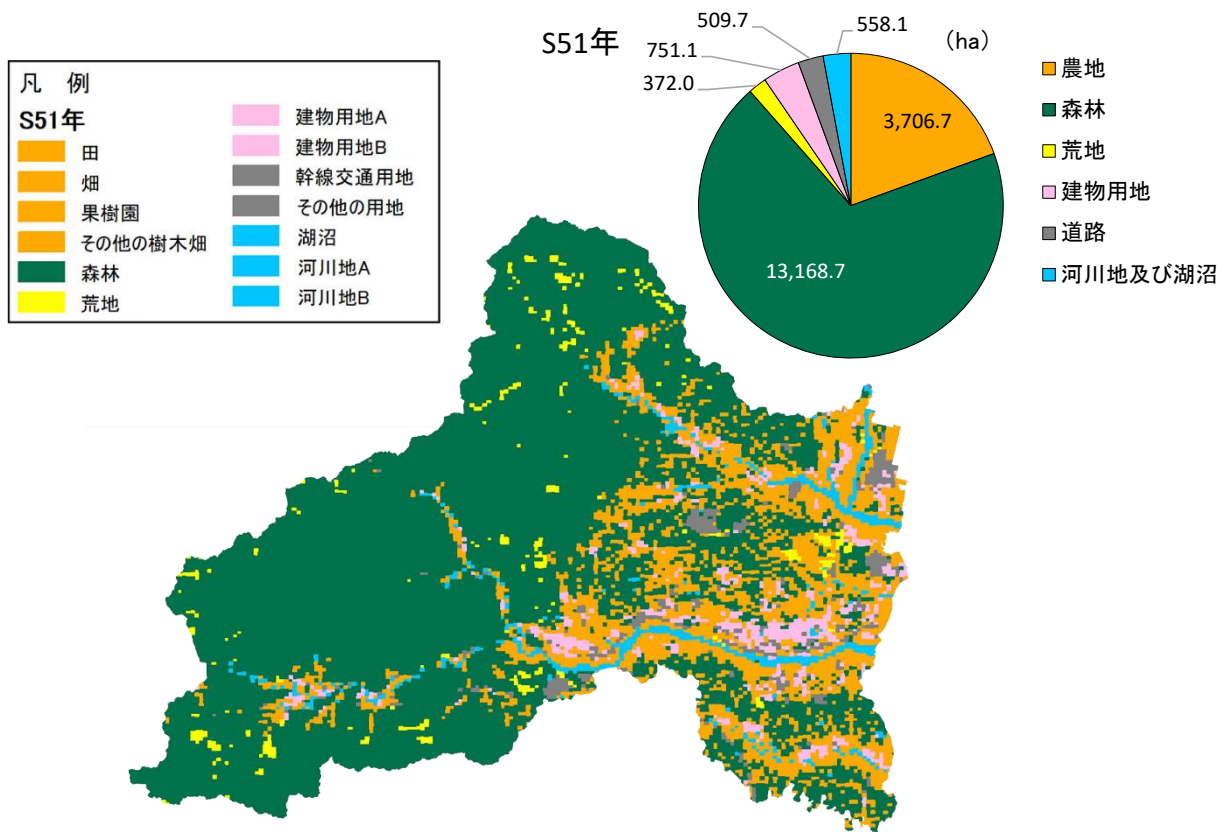 S51年
(ha)
509.7
558.1
751.1
372.0
3,706.7
13,168.7
農地
森林
荒地
建物用地
道路
河川地及び湖沼
凡 例
S51年
田
畑
果樹園
その他の樹木畑
森林
荒地
建物用地A
建物用地B
幹線交通用地
その他の用地
湖沼
河川地A
河川地B